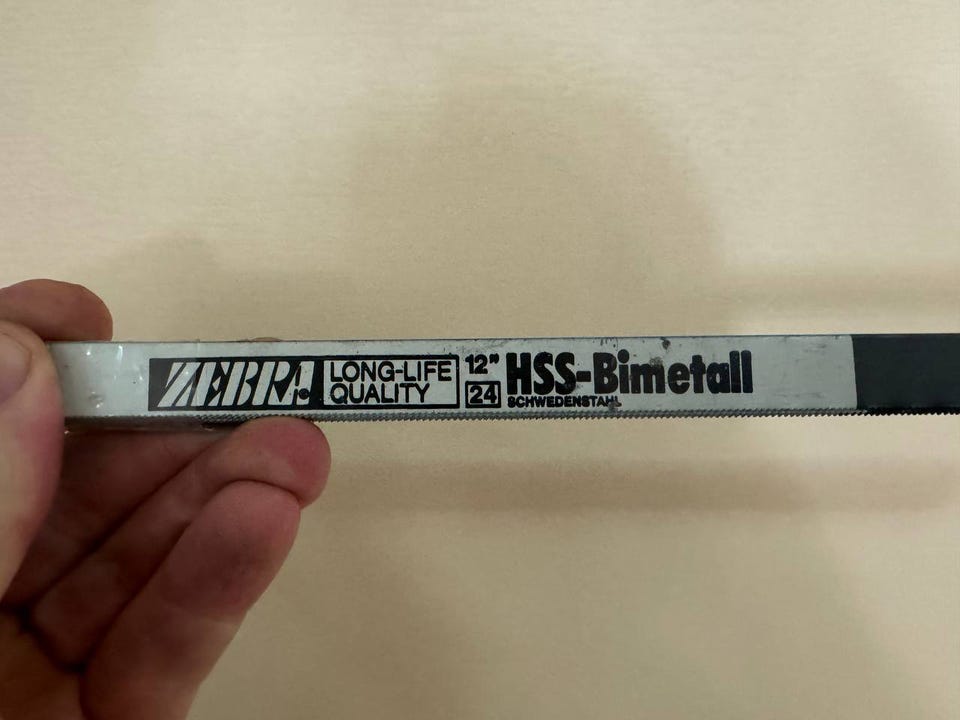 ZEBRA
LONG-LIFE
QUALITY
12"
24
HSS-Bimetall
SCHWEDENSTAHL